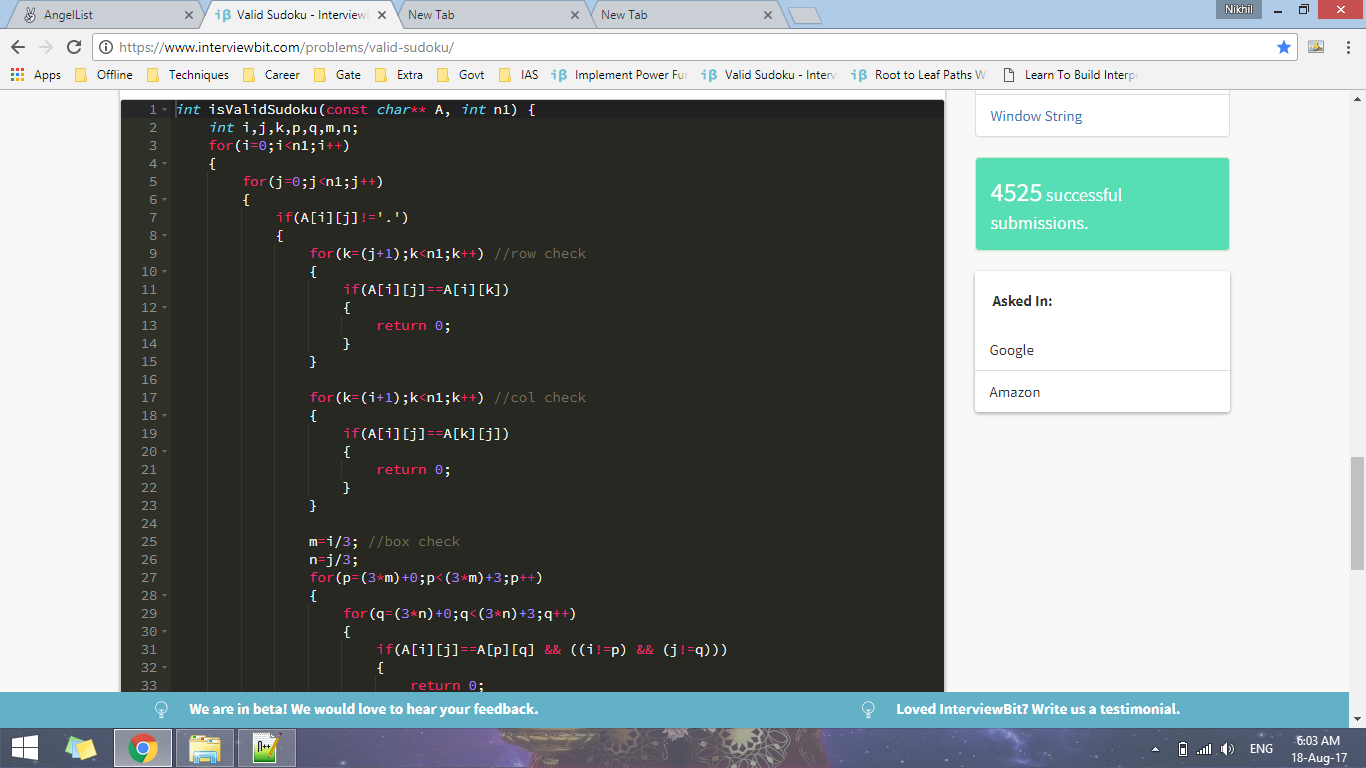 AngelList
Valid Sudoku - Interview
New Tab
New Tab
Nikhil
https://www.interviewbit.com/problems/valid-sudoku/
Apps Offline Techniques Career Gate Extra Govt IAS Implement Power Fu Valid Sudoku - Interv Root to Leaf Paths W Learn To Build Interp
1 int isValidSudoku(const char** A, int n1) {
2 int i,j,k,p,q,m,n;
3 for(i=0;i<n1;i++)
4 {
5 for(j=0;j<n1;j++)
6 {
7 if(A[i][j]!='.')
8 {
9 for(k=(j+1);k<n1;k++) //row check
10 {
11 if(A[i][j]==A[i][k])
12 {
13 return 0;
14 }
15 }
16
17 for(k=(i+1);k<n1;k++) //col check
18 {
19 if(A[i][j]==A[k][j])
20 {
21 return 0;
22 }
23 }
24
25 m=i/3; //box check
26 n=j/3;
27 for(p=(3*m)+0;p<(3*m)+3;p++)
28 {
29 for(q=(3*n)+0;q<(3*n)+3;q++)
30 {
31 if(A[i][j]==A[p][q] && ((i!=p) && (j!=q)))
32 {
33 return 0;
Window String
4525 successful
submissions.
Asked In:
Google
Amazon
We are in beta! We would love to hear your feedback.
Loved InterviewBit? Write us a testimonial.
ENG
6:03 AM
18-Aug-17